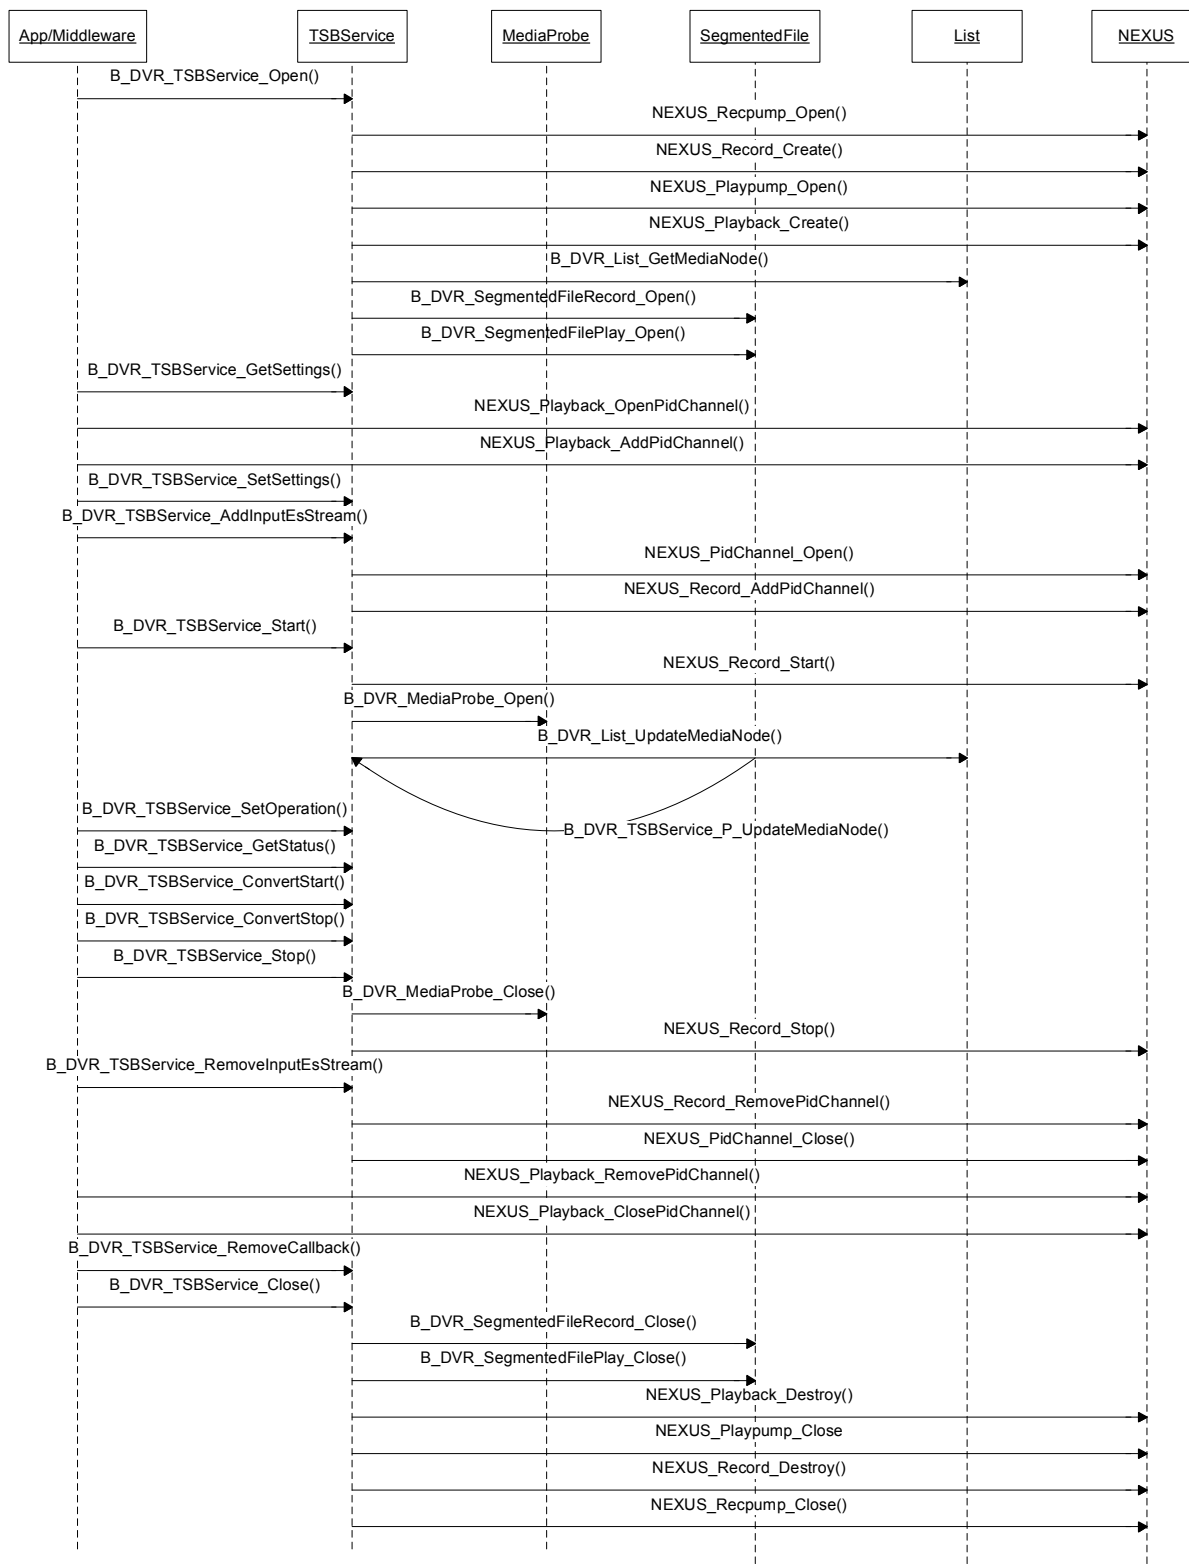 App/Middleware
TSBService
MediaProbe
SegmentedFile
List
NEXUS
B_DVR_TSBService_Open()
NEXUS_Recpump_Open()
NEXUS_Record_Create()
NEXUS_Playpump_Open()
NEXUS_Playback_Create()
B_DVR_List_GetMediaNode()
B_DVR_SegmentedFileRecord_Open()
B_DVR_SegmentedFilePlay_Open()
B_DVR_TSBService_GetSettings()
NEXUS_Playback_OpenPidChannel()
NEXUS_Playback_AddPidChannel()
B_DVR_TSBService_SetSettings()
B_DVR_TSBService_AddInputEsStream()
NEXUS_PidChannel_Open()
NEXUS_Record_AddPidChannel()
B_DVR_TSBService_Start()
NEXUS_Record_Start()
B_DVR_MediaProbe_Open()
B_DVR_List_UpdateMediaNode()
B_DVR_TSBService_SetOperation()
B_DVR_TSBService_P_UpdateMediaNode()
B_DVR_TSBService_GetStatus()
B_DVR_TSBService_ConvertStart()
B_DVR_TSBService_ConvertStop()
B_DVR_TSBService_Stop()
B_DVR_MediaProbe_Close()
NEXUS_Record_Stop()
B_DVR_TSBService_RemoveInputEsStream()
NEXUS_Record_RemovePidChannel()
NEXUS_PidChannel_Close()
NEXUS_Playback_RemovePidChannel()
NEXUS_Playback_ClosePidChannel()
B_DVR_TSBService_RemoveCallback()
B_DVR_TSBService_Close()
B_DVR_SegmentedFileRecord_Close()
B_DVR_SegmentedFilePlay_Close()
NEXUS_Playback_Destroy()
NEXUS_Playpump_Close
NEXUS_Record_Destroy()
NEXUS_Recpump_Close()